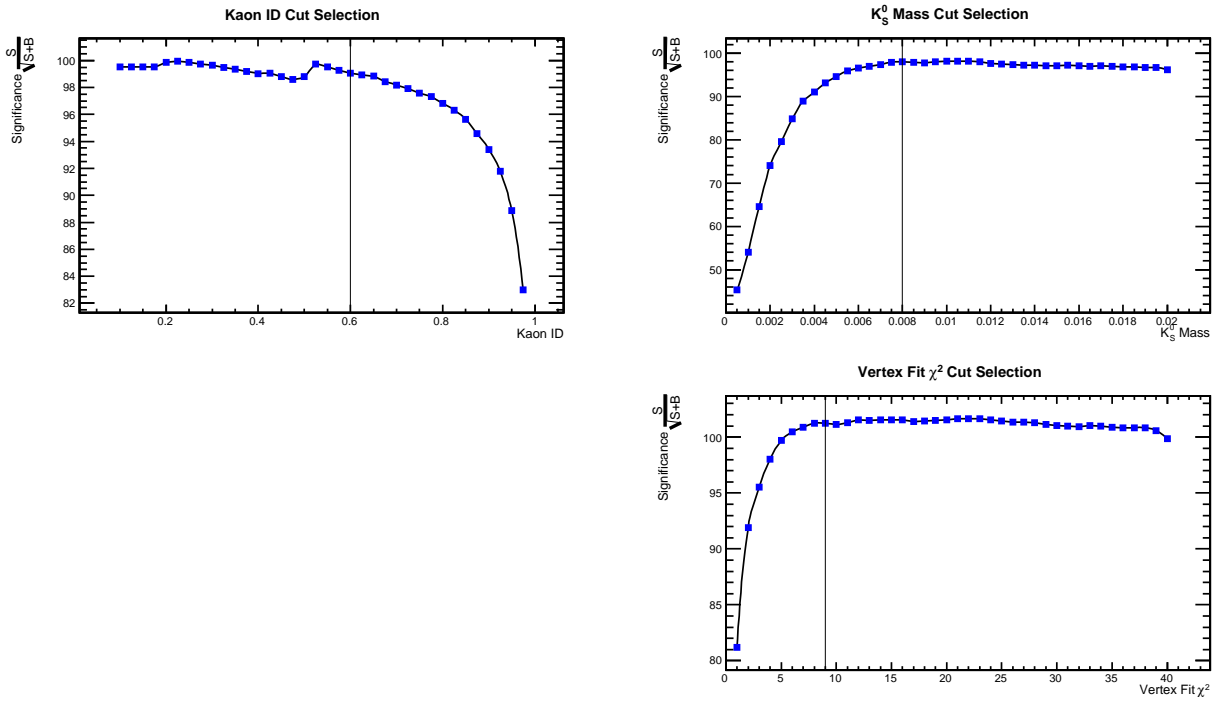 Kaon ID Cut Selection
Significance S/√S+B
100
98
96
94
92
90
88
86
84
82
0.2 0.4 0.6 0.8 1
Kaon ID
K_S^0 Mass Cut Selection
Significance S/√S+B
100
90
80
70
60
50
0 0.002 0.004 0.006 0.008 0.01 0.012 0.014 0.016 0.018 0.02
K_S^0 Mass
Vertex Fit χ² Cut Selection
Significance S/√S+B
100
95
90
85
80
0 5 10 15 20 25 30 35 40
Vertex Fit χ²